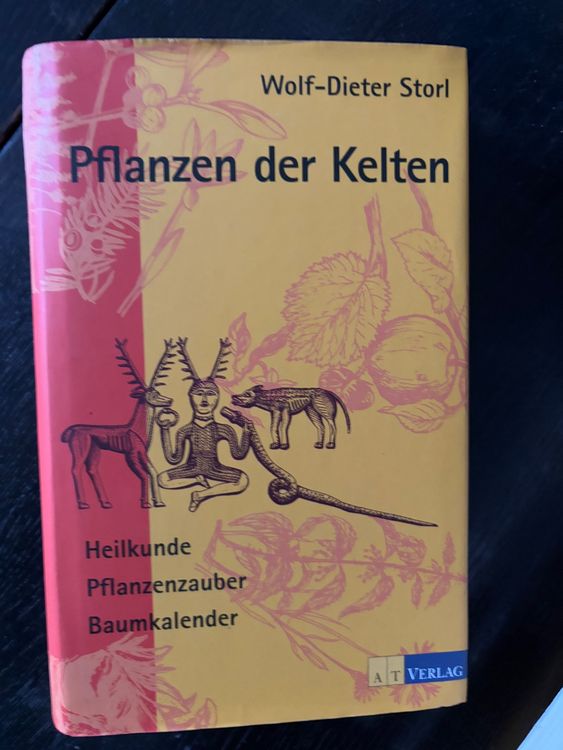 Wolf-Dieter Storl
Pflanzen der Kelten
Heilkunde
Pflanzenzauber
Baumkalender
AT VERLAG